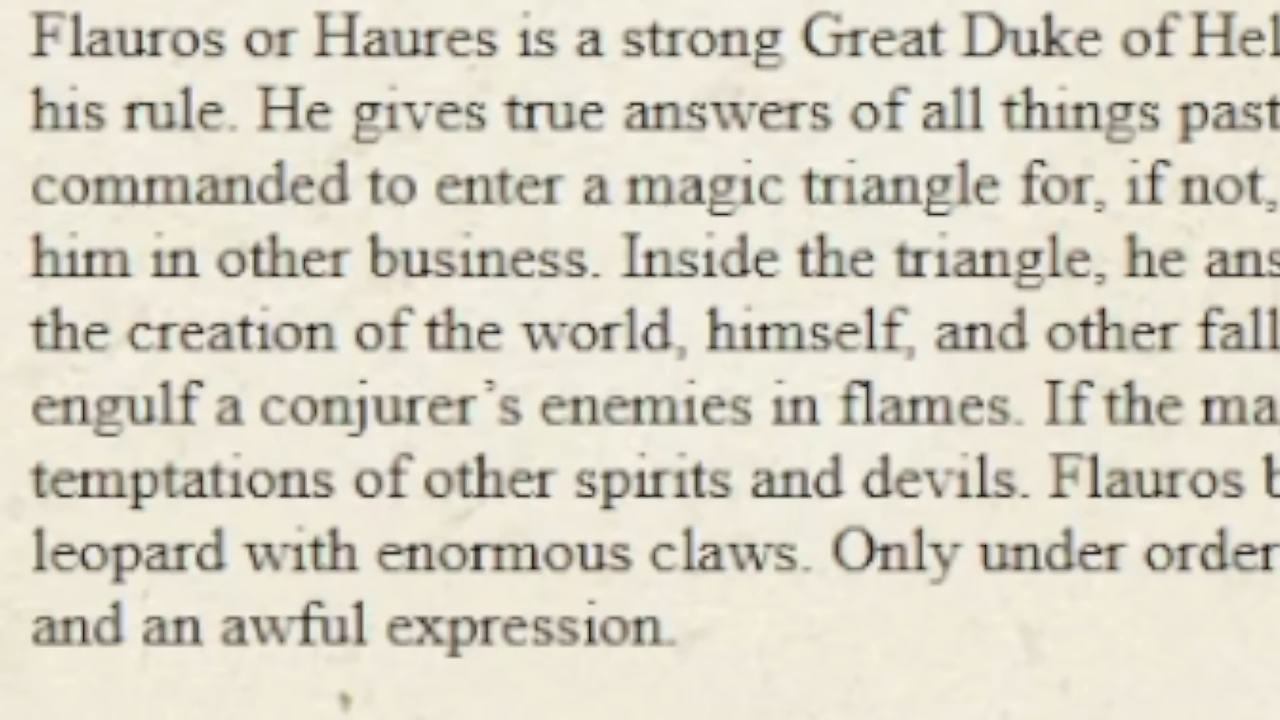 Flauros or Haures is a strong Great Duke of Hel
his rule. He gives true answers of all things past
commanded to enter a magic triangle for, if not,
him in other business. Inside the triangle, he ans
the creation of the world, himself, and other fall
engulf a conjurer's enemies in flames. If the ma
temptations of other spirits and devils. Flauros b
leopard with enormous claws. Only under order
and an awful expression.